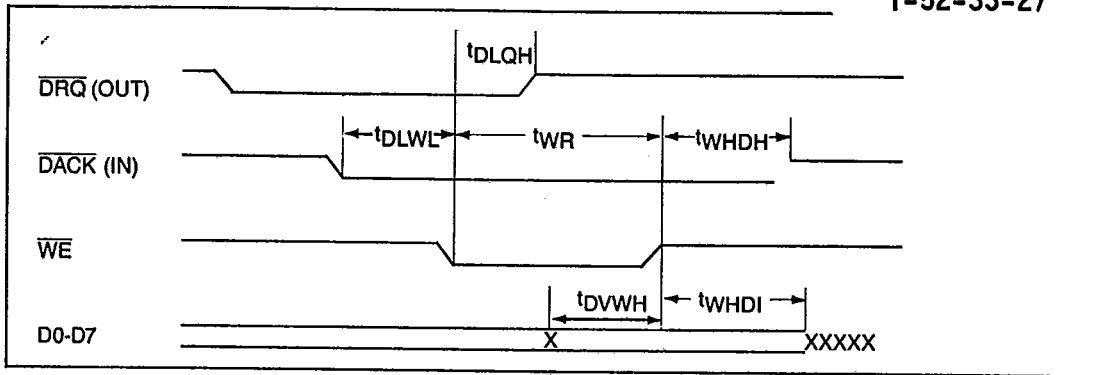 tDLQH
DRQ (OUT)
tDLWL tWR tWHDH
DACK (IN)
WE
tDVWH tWHDI
D0-D7 X XXXXX